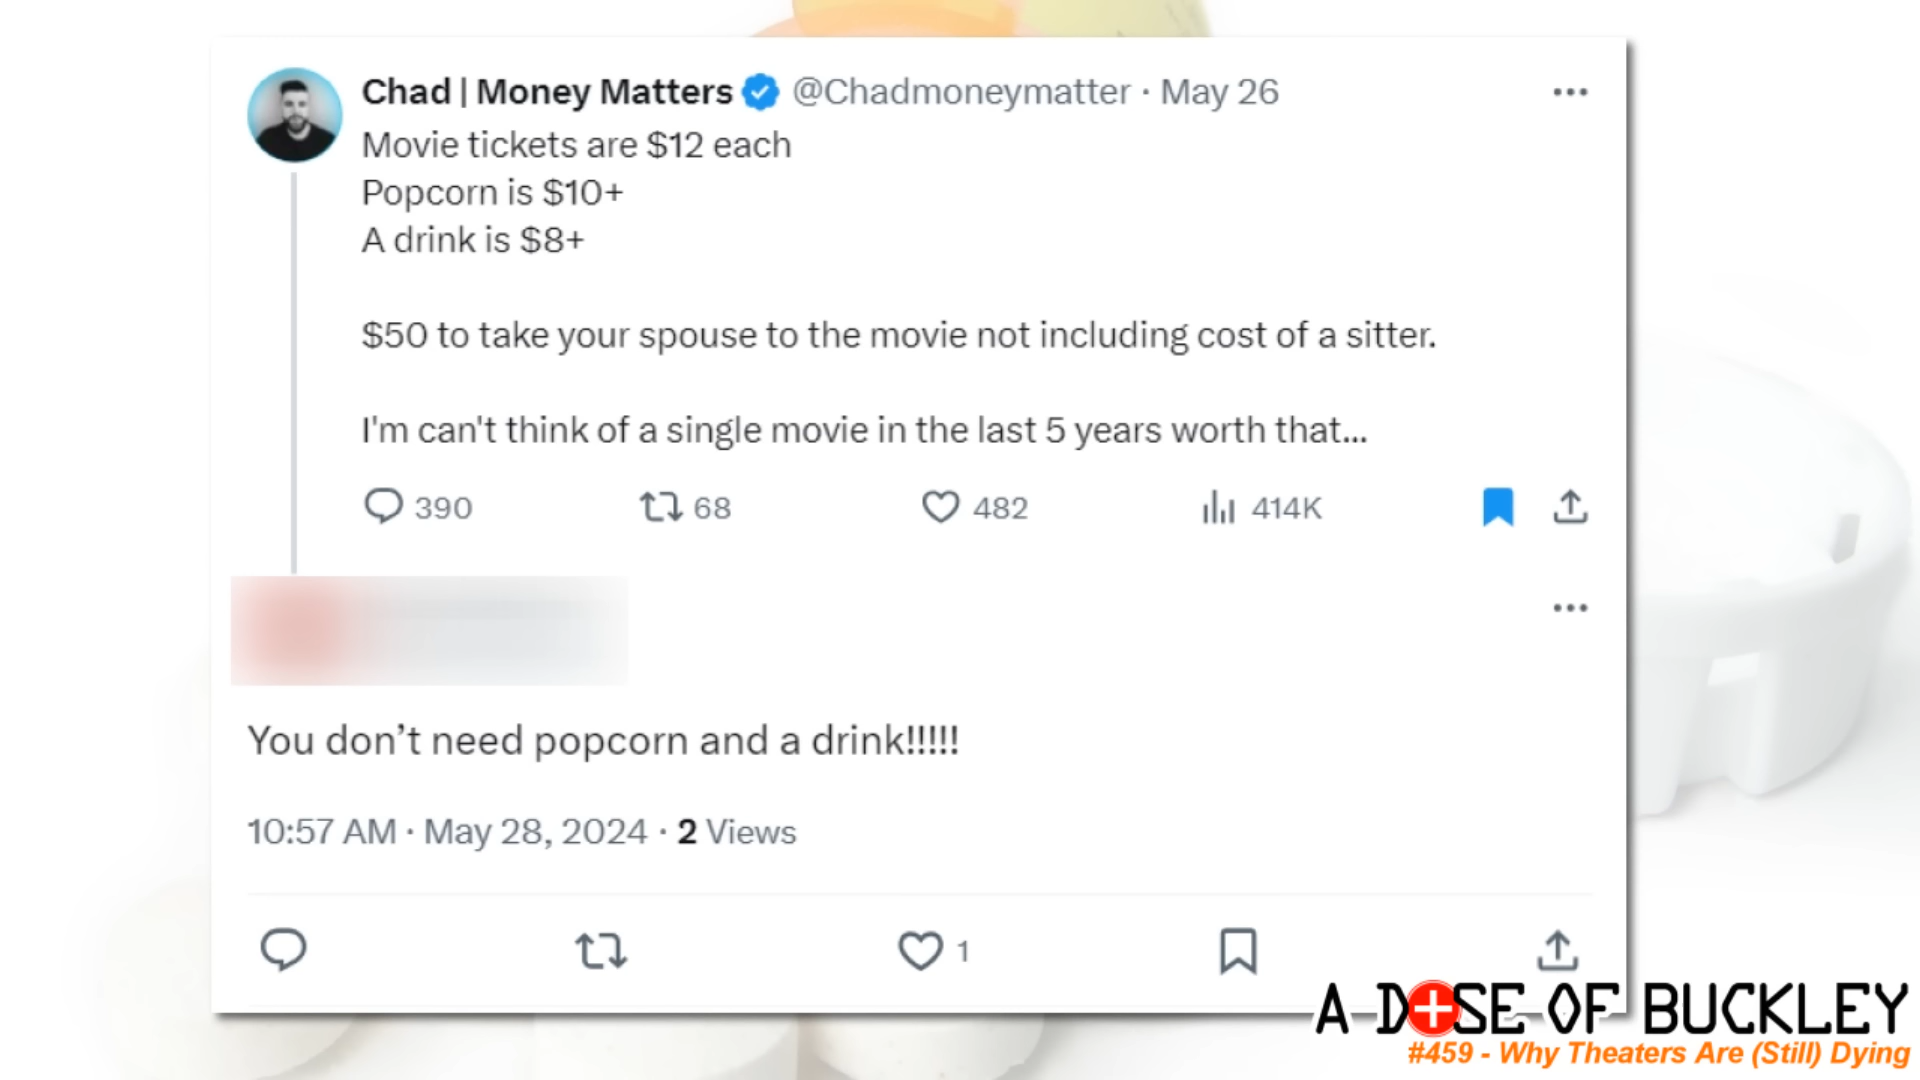 Chad | Money Matters @Chadmoneymatter · May 26
Movie tickets are $12 each
Popcorn is $10+
A drink is $8+
$50 to take your spouse to the movie not including cost of a sitter.
I'm can't think of a single movie in the last 5 years worth that...
390 68 482 414K
You don’t need popcorn and a drink!!!!!
10:57 AM · May 28, 2024 · 2 Views
1
A DOSE OF BUCKLEY
#459 - Why Theaters Are (Still) Dying